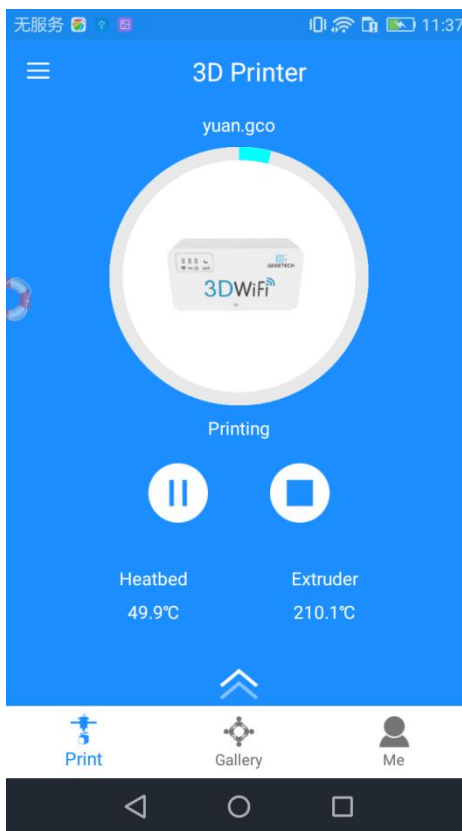 无服务 11:37
3D Printer
yuan.gco
GEEETECH
3DWiFi
Printing
Heatbed Extruder
49.9℃ 210.1℃
Print Gallery Me